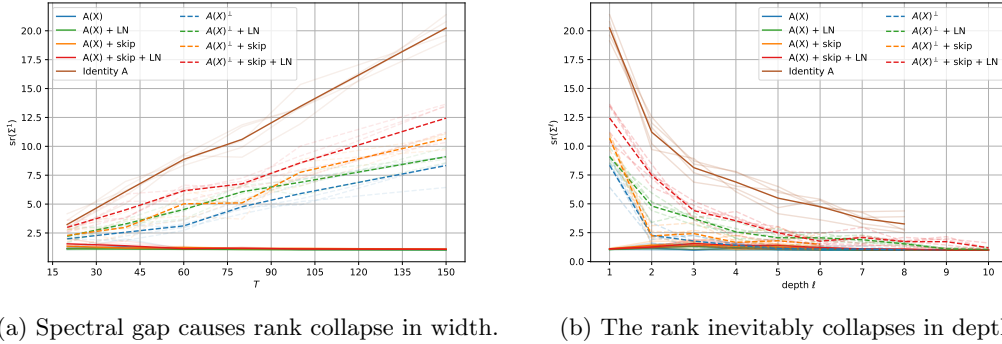 20.0
17.5
15.0
12.5
10.0
7.5
5.0
2.5
sr(Σ¹)
A(X)
A(X) + LN
A(X) + skip
A(X) + skip + LN
Identity A
A(X)⊥
A(X)⊥ + LN
A(X)⊥ + skip
A(X)⊥ + skip + LN
15 30 45 60 75 90 105 120 135 150
T
20.0
17.5
15.0
12.5
10.0
7.5
5.0
2.5
0.0
sr(Σℓ)
A(X)
A(X) + LN
A(X) + skip
A(X) + skip + LN
Identity A
A(X)⊥
A(X)⊥ + LN
A(X)⊥ + skip
A(X)⊥ + skip + LN
1 2 3 4 5 6 7 8 9 10
depth ℓ
a) Spectral gap causes rank collapse in width.
(b) The rank inevitably collapses in depth